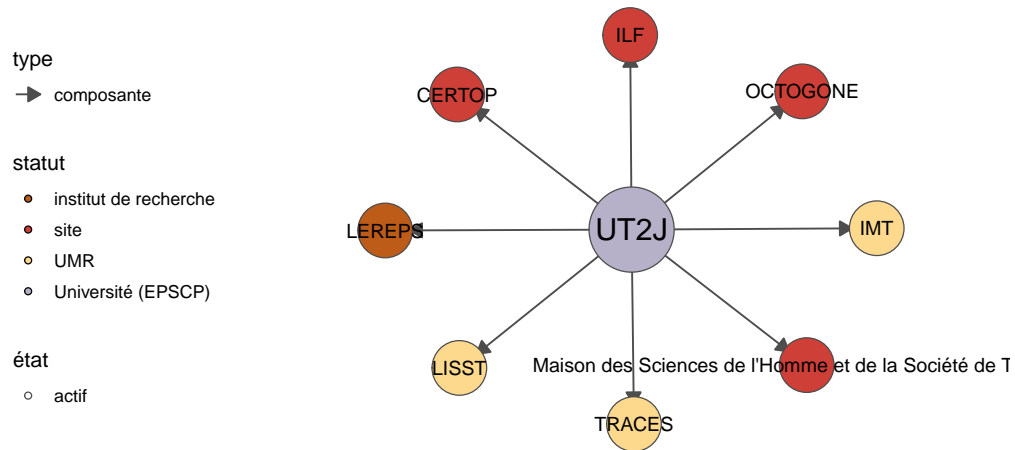 type
composante
statut
institut de recherche
site
UMR
Université (EPSCP)
état
actif
ILF
CERTOP
OCTOGONE
LEREPS
UT2J
IMT
LISST
Maison des Sciences de l'Homme et de la Société de T
TRACES